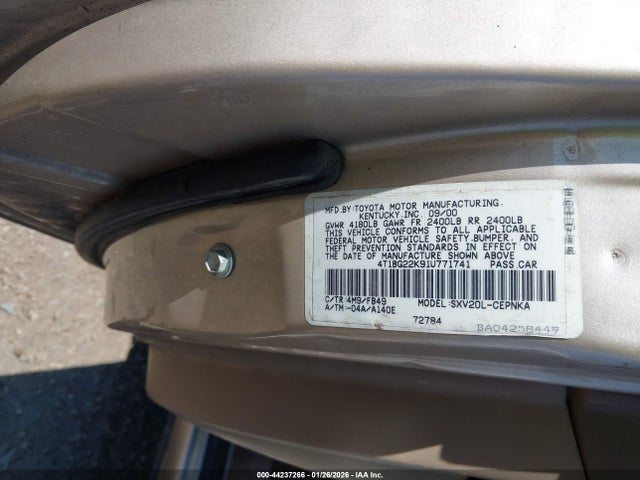 MFD BY:TOYOTA MOTOR MANUFACTURING.
KENTUCKY,INC. 09/00
GVWR 4180LB GAWR FR 2400LB RR 2400LB
THIS VEHICLE CONFORMS TO ALL APPLICABLE
FEDERAL MOTOR VEHICLE SAFETY,BUMPER, AND
THEFT PREVENTION STANDARDS IN EFFECT ON
THE DATE OF MANUFACTURE SHOWN ABOVE
4T1BG22K91U771741 PASS.CAR
C/TR 4M9/FB49 MODEL:SXV20L-CEPNKA
A/TM -04A/A140E
72784 BA0425B449
000-44237266 - 01/26/2026 - IAA Inc.